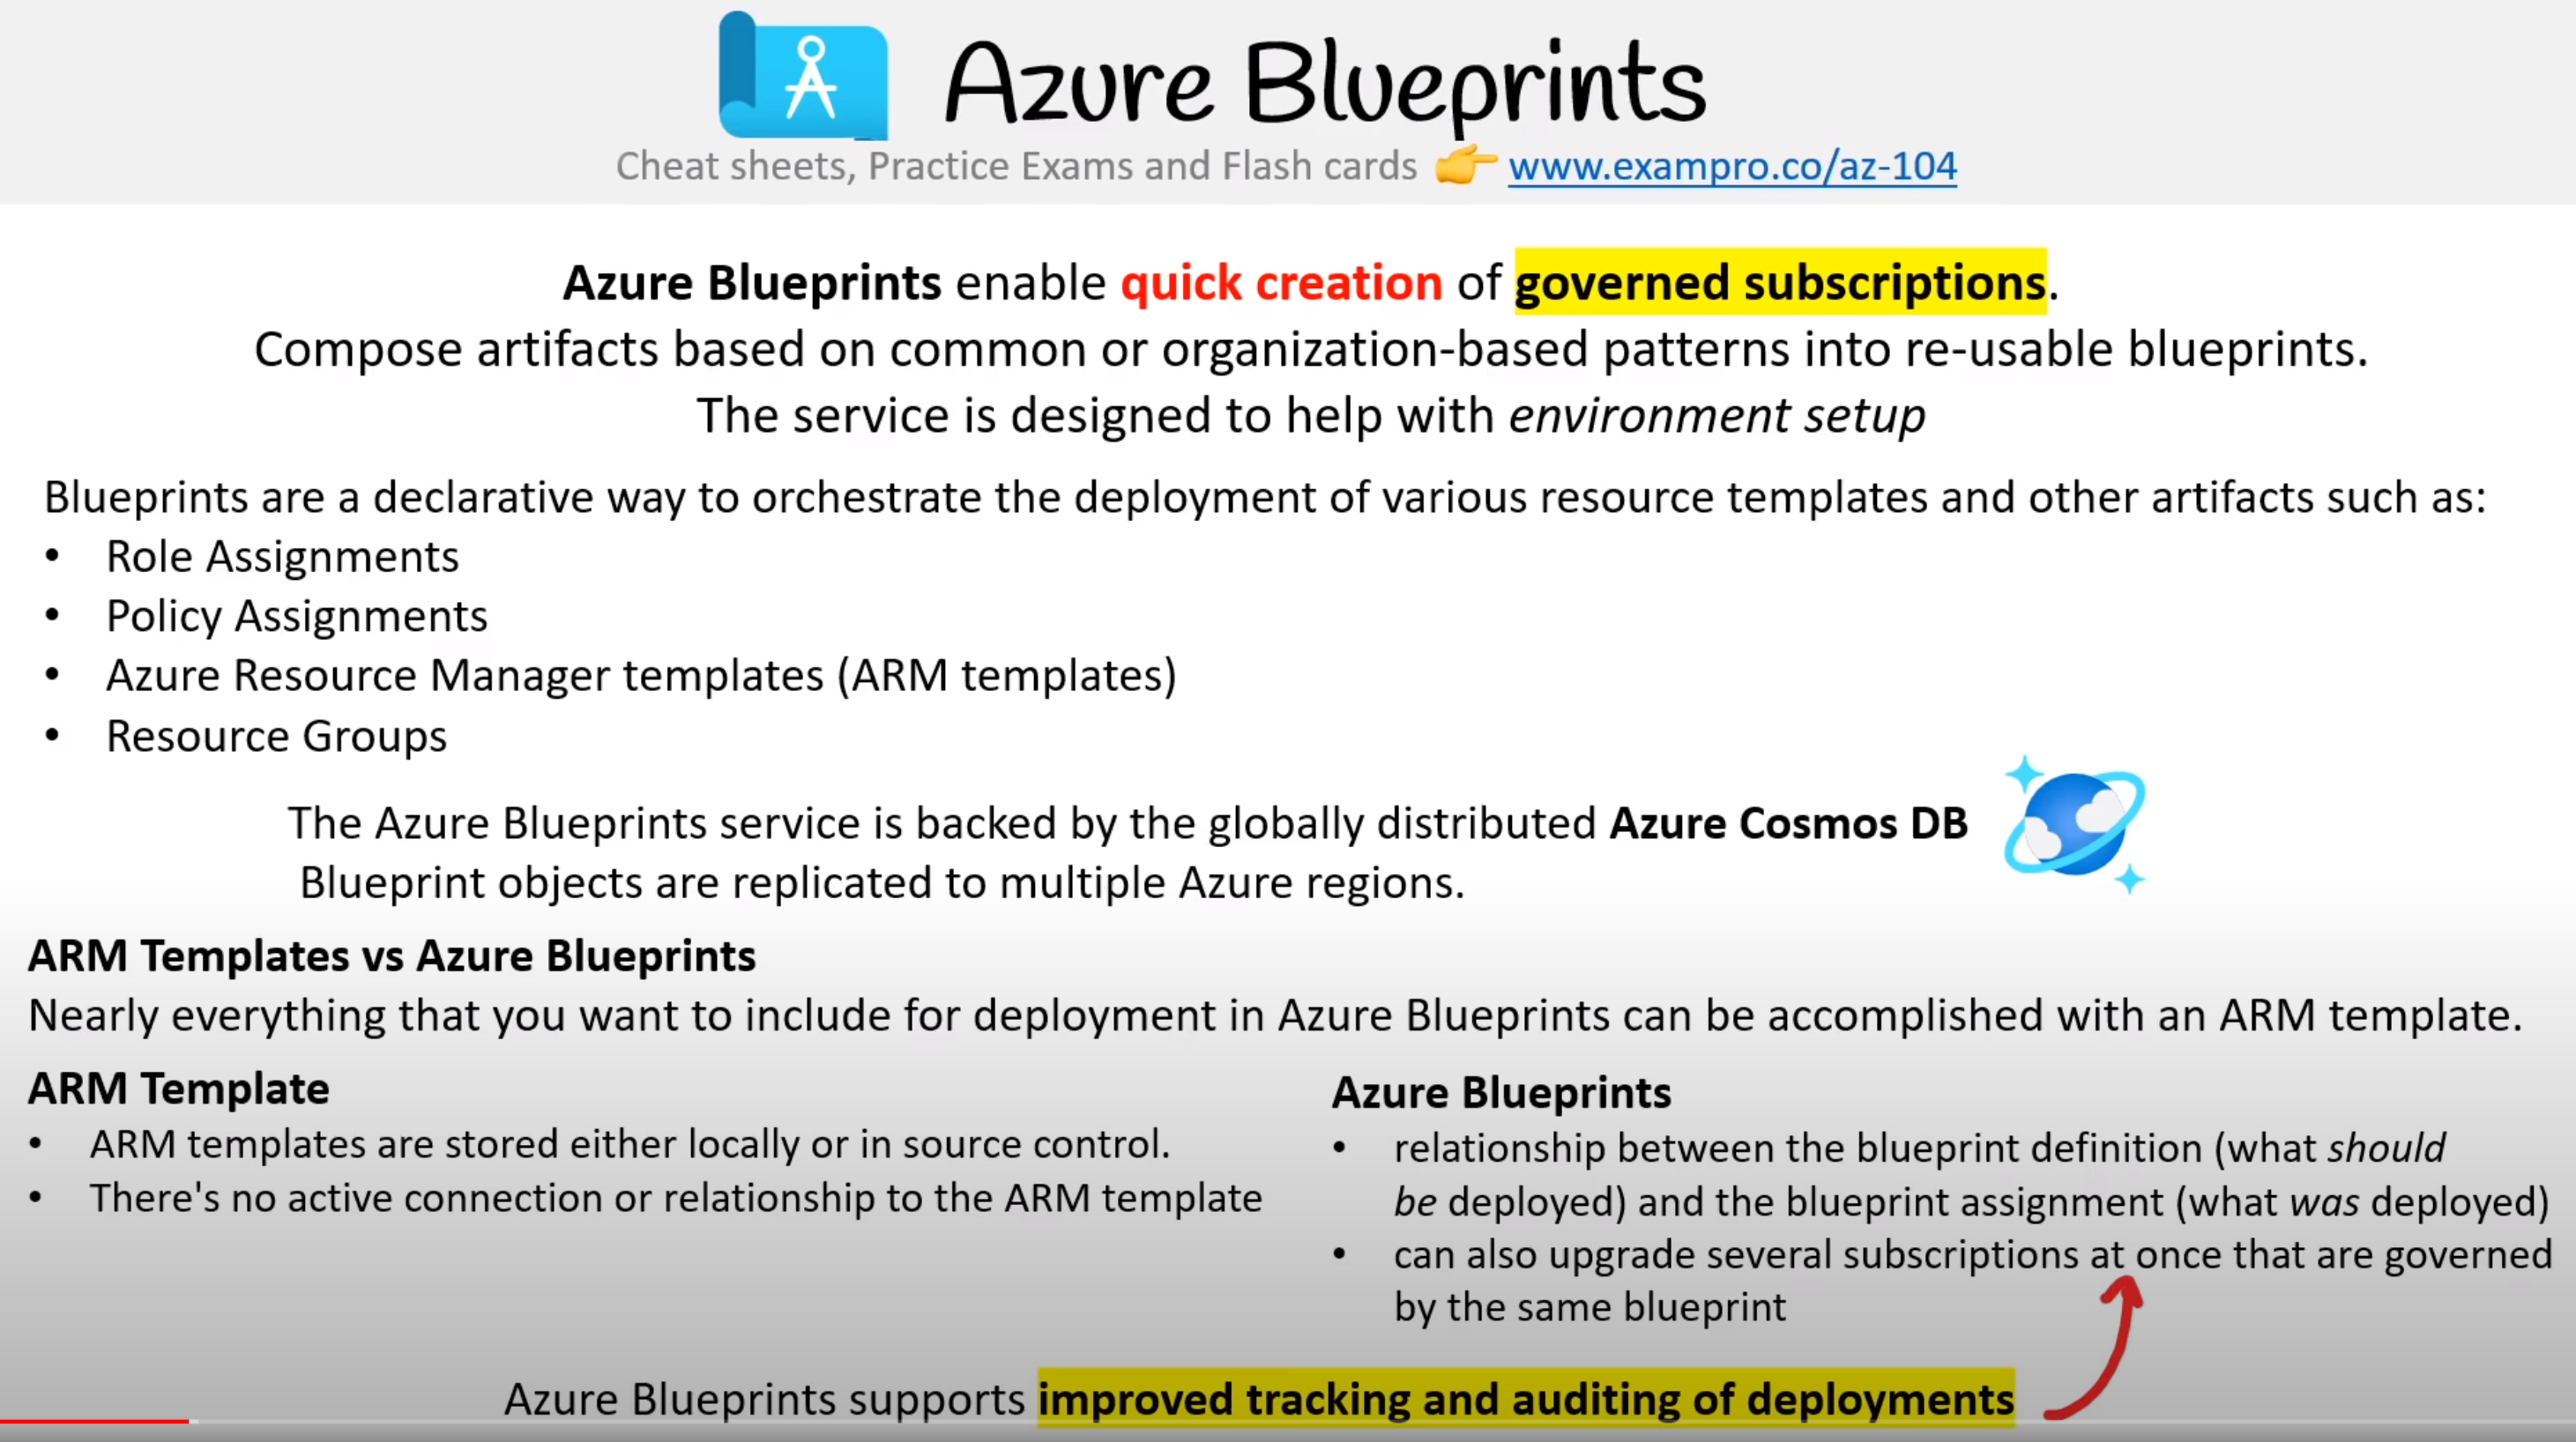 Azure Blueprints
Cheat sheets, Practice Exams and Flash cards 👉 www.exampro.co/az-104
Azure Blueprints enable quick creation of governed subscriptions.
Compose artifacts based on common or organization-based patterns into re-usable blueprints.
The service is designed to help with environment setup
Blueprints are a declarative way to orchestrate the deployment of various resource templates and other artifacts such as:
• Role Assignments
• Policy Assignments
• Azure Resource Manager templates (ARM templates)
• Resource Groups
The Azure Blueprints service is backed by the globally distributed Azure Cosmos DB
Blueprint objects are replicated to multiple Azure regions.
ARM Templates vs Azure Blueprints
Nearly everything that you want to include for deployment in Azure Blueprints can be accomplished with an ARM template.
ARM Template
• ARM templates are stored either locally or in source control.
• There's no active connection or relationship to the ARM template
Azure Blueprints
• relationship between the blueprint definition (what should
be deployed) and the blueprint assignment (what was deployed)
• can also upgrade several subscriptions at once that are governed
by the same blueprint
Azure Blueprints supports improved tracking and auditing of deployments